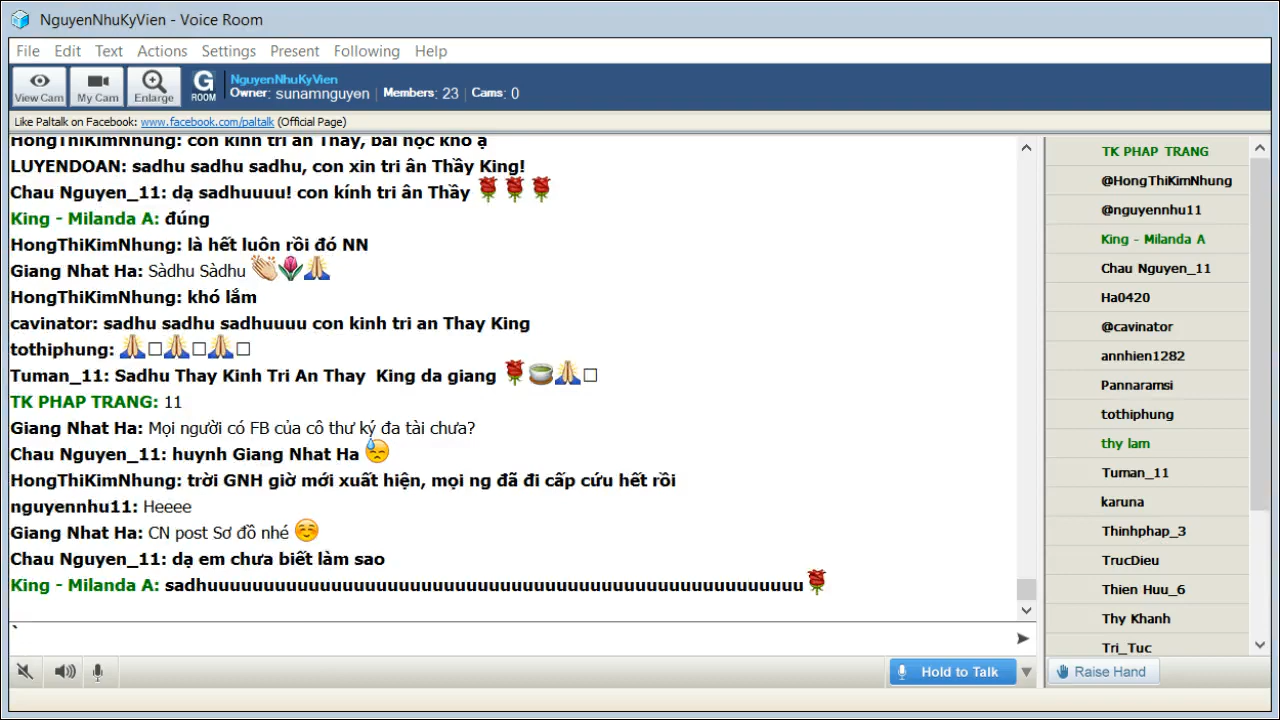 NguyenNhuKyVien - Voice Room
File Edit Text Actions Settings Present Following Help
View Cam My Cam Enlarge G ROOM
NguyenNhuKyVien
Owner: sunamnguyen | Members: 23 | Cams: 0
Like Paltalk on Facebook: www.facebook.com/paltalk (Official Page)
HongThiKimNhung: con kính tri ân Thầy, bài học khó ạ
LUYENDOAN: sadhu sadhu sadhu, con xin tri ân Thầy King!
Chau Nguyen_11: dạ sadhuuuu! con kính tri ân Thầy 🌹🌹🌹
King - Milanda A: đúng
HongThiKimNhung: là hết luôn rồi đó NN
Giang Nhat Ha: Sàdhu Sàdhu 👏🌷🙏
HongThiKimNhung: khó lắm
cavinator: sadhu sadhu sadhuuuu con kinh tri an Thay King
tothiphung: 🙏□🙏□🙏□
Tuman_11: Sadhu Thay Kinh Tri An Thay King da giang 🌹🍵🙏□
TK PHAP TRANG: 11
Giang Nhat Ha: Mọi người có FB của cô thư ký đa tài chưa?
Chau Nguyen_11: huynh Giang Nhat Ha 😓
HongThiKimNhung: trời GNH giờ mới xuất hiện, mọi ng đã đi cấp cứu hết rồi
nguyennhu11: Heeee
Giang Nhat Ha: CN post Sơ đồ nhé ☺️
Chau Nguyen_11: dạ em chưa biết làm sao
King - Milanda A: sadhuuuuuuuuuuuuuuuuuuuuuuuuuuuuuuuuuuuuuuuuuuuuuuuuuuuuu🌹
`
Hold to Talk
TK PHAP TRANG
@HongThiKimNhung
@nguyennhu11
King - Milanda A
Chau Nguyen_11
Ha0420
@cavinator
annhien1282
Pannaramsi
tothiphung
thy lam
Tuman_11
karuna
Thinhphap_3
TrucDieu
Thien Huu_6
Thy Khanh
Tri_Tuc
Raise Hand